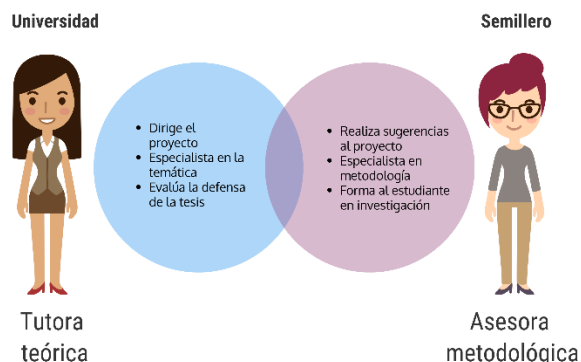 Universidad
Semillero
• Dirige el
proyecto
• Especialista en la
temática
• Evalúa la defensa
de la tesis
• Realiza sugerencias
al proyecto
• Especialista en
metodología
• Forma al estudiante
en investigación
Tutora
teórica
Asesora
metodológica